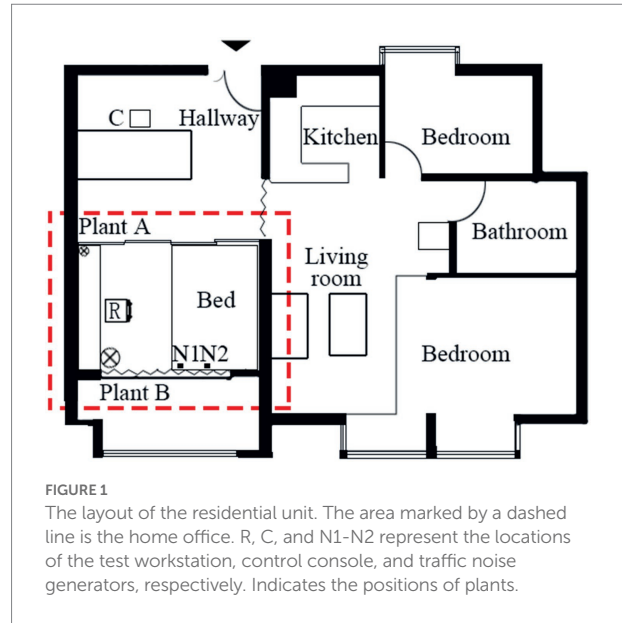 C
Hallway
Kitchen
Bedroom
Plant A
Bathroom
Living
room
R
Bed
N1N2
Bedroom
Plant B
FIGURE 1
The layout of the residential unit. The area marked by a dashed
line is the home office. R, C, and N1-N2 represent the locations
of the test workstation, control console, and traffic noise
generators, respectively. Indicates the positions of plants.